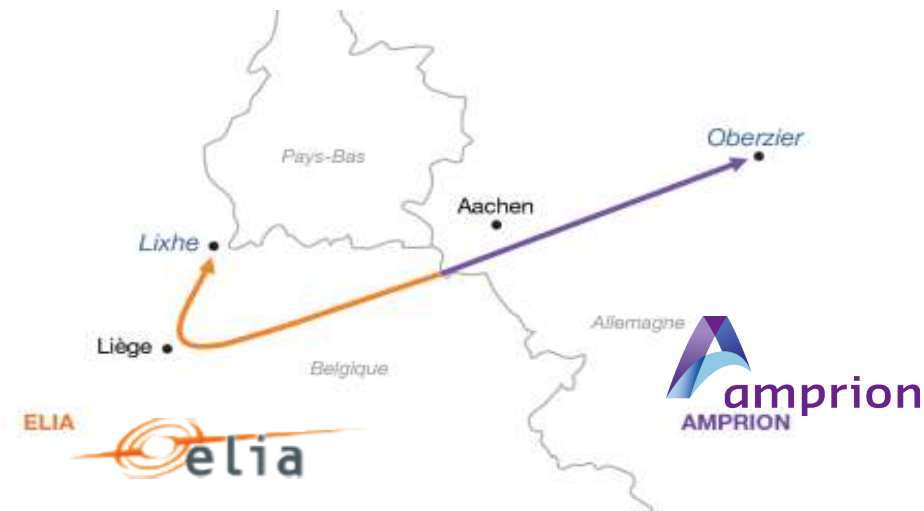 Oberzier
Pays-Bas
Aachen
Lixhe
Allemagne
Liège
Belgique
amprion
ELIA
AMPRION
elia